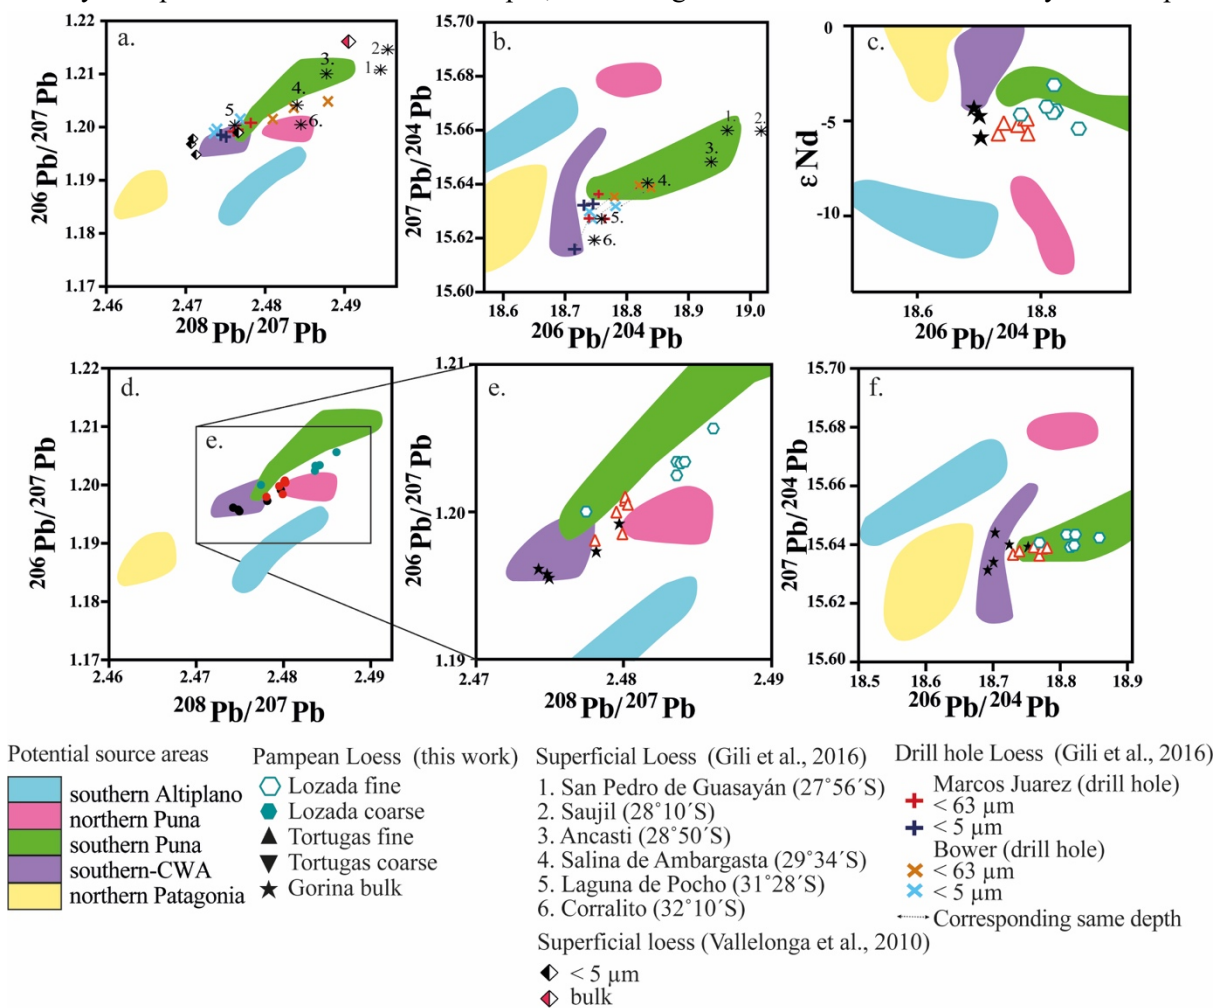 a.
1.22
1.21
1.20
1.19
1.18
1.17
2.46
2.47
2.48
2.49
206Pb/207Pb
208Pb/207Pb
1.
2.
3.
4.
5.
6.
b.
15.70
15.68
15.66
15.64
15.62
15.60
18.6
18.7
18.8
18.9
19.0
207Pb/204Pb
206Pb/204Pb
1.
2.
3.
4.
5.
6.
c.
0
-5
-10
18.6
18.8
εNd
206Pb/204Pb
d.
e.
1.22
1.21
1.20
1.19
1.18
1.17
2.46
2.47
2.48
2.49
206Pb/207Pb
208Pb/207Pb
e.
1.21
1.20
1.19
2.47
2.48
2.49
206Pb/207Pb
208Pb/207Pb
f.
15.70
15.68
15.66
15.64
15.62
15.60
18.5
18.6
18.7
18.8
18.9
207Pb/204Pb
206Pb/204Pb
Potential source areas
southern Altiplano
northern Puna
southern Puna
southern-CWA
northern Patagonia
Pampean Loess (this work)
Lozada fine
Lozada coarse
Tortugas fine
Tortugas coarse
Gorina bulk
Superficial Loess (Gili et al., 2016)
1. San Pedro de Guasayán (27˚56´S)
2. Saujil (28˚10´S)
3. Ancasti (28˚50´S)
4. Salina de Ambargasta (29˚34´S)
5. Laguna de Pocho (31˚28´S)
6. Corralito (32˚10´S)
Superficial loess (Vallelonga et al., 2010)
< 5 µm
bulk
Drill hole Loess (Gili et al., 2016
Marcos Juarez (drill hole)
< 63 µm
< 5 µm
Bower (drill hole)
< 63 µm
< 5 µm
Corresponding same depth